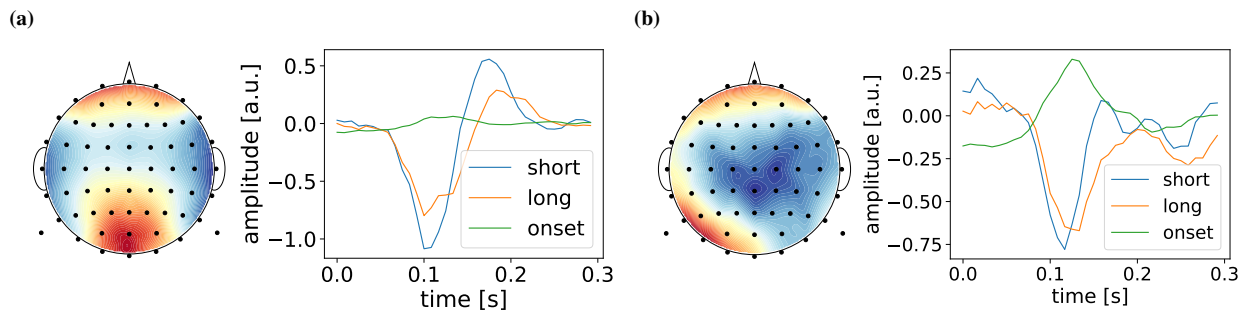 (a)
amplitude [a.u.]
0.5
0.0
−0.5
−1.0
short
long
onset
0.0
0.1
0.2
0.3
time [s]
(b)
amplitude [a.u.]
0.25
0.00
−0.25
−0.50
−0.75
short
long
onset
0.0
0.1
0.2
0.3
time [s]